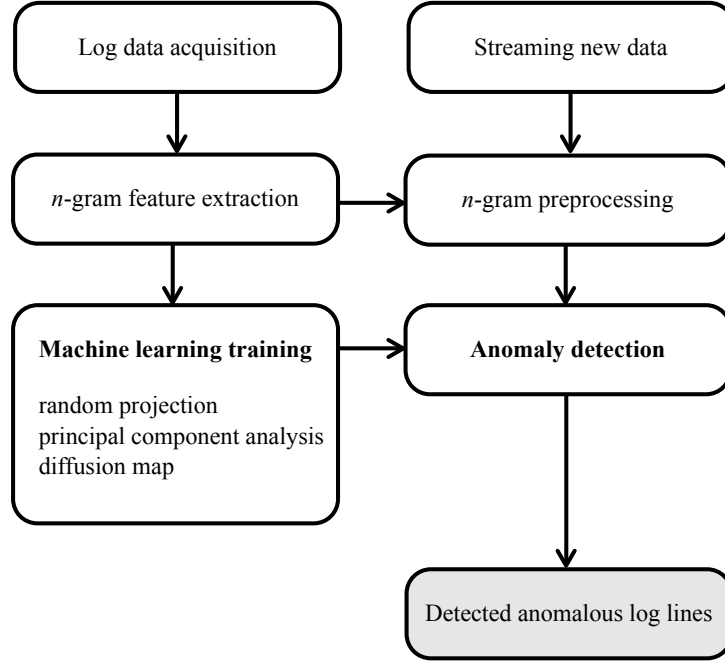 Log data acquisition
Streaming new data
n-gram feature extraction
n-gram preprocessing
Machine learning training
random projection
principal component analysis
diffusion map
Anomaly detection
Detected anomalous log lines